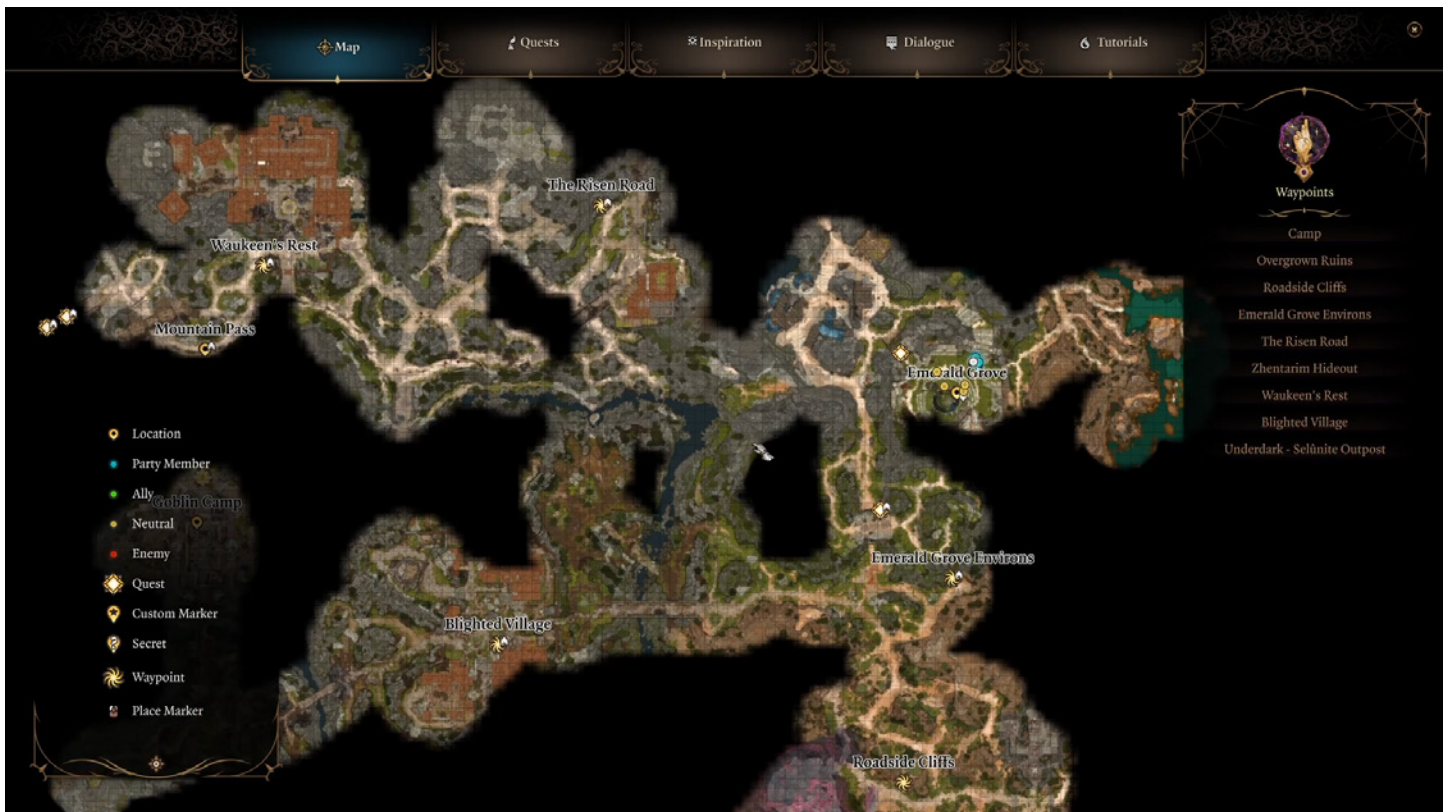 Map
Quests
Inspiration
Dialogue
Tutorials
The Risen Road
Waukeen's Rest
Mountain Pass
Emerald Grove
Goblin Camp
Emerald Grove Environs
Blighted Village
Roadside Cliffs
Location
Party Member
Ally
Neutral
Enemy
Quest
Custom Marker
Secret
Waypoint
Place Marker
Waypoints
Camp
Overgrown Ruins
Roadside Cliffs
Emerald Grove Environs
The Risen Road
Zhentarim Hideout
Waukeen's Rest
Blighted Village
Underdark - Selûnite Outpost